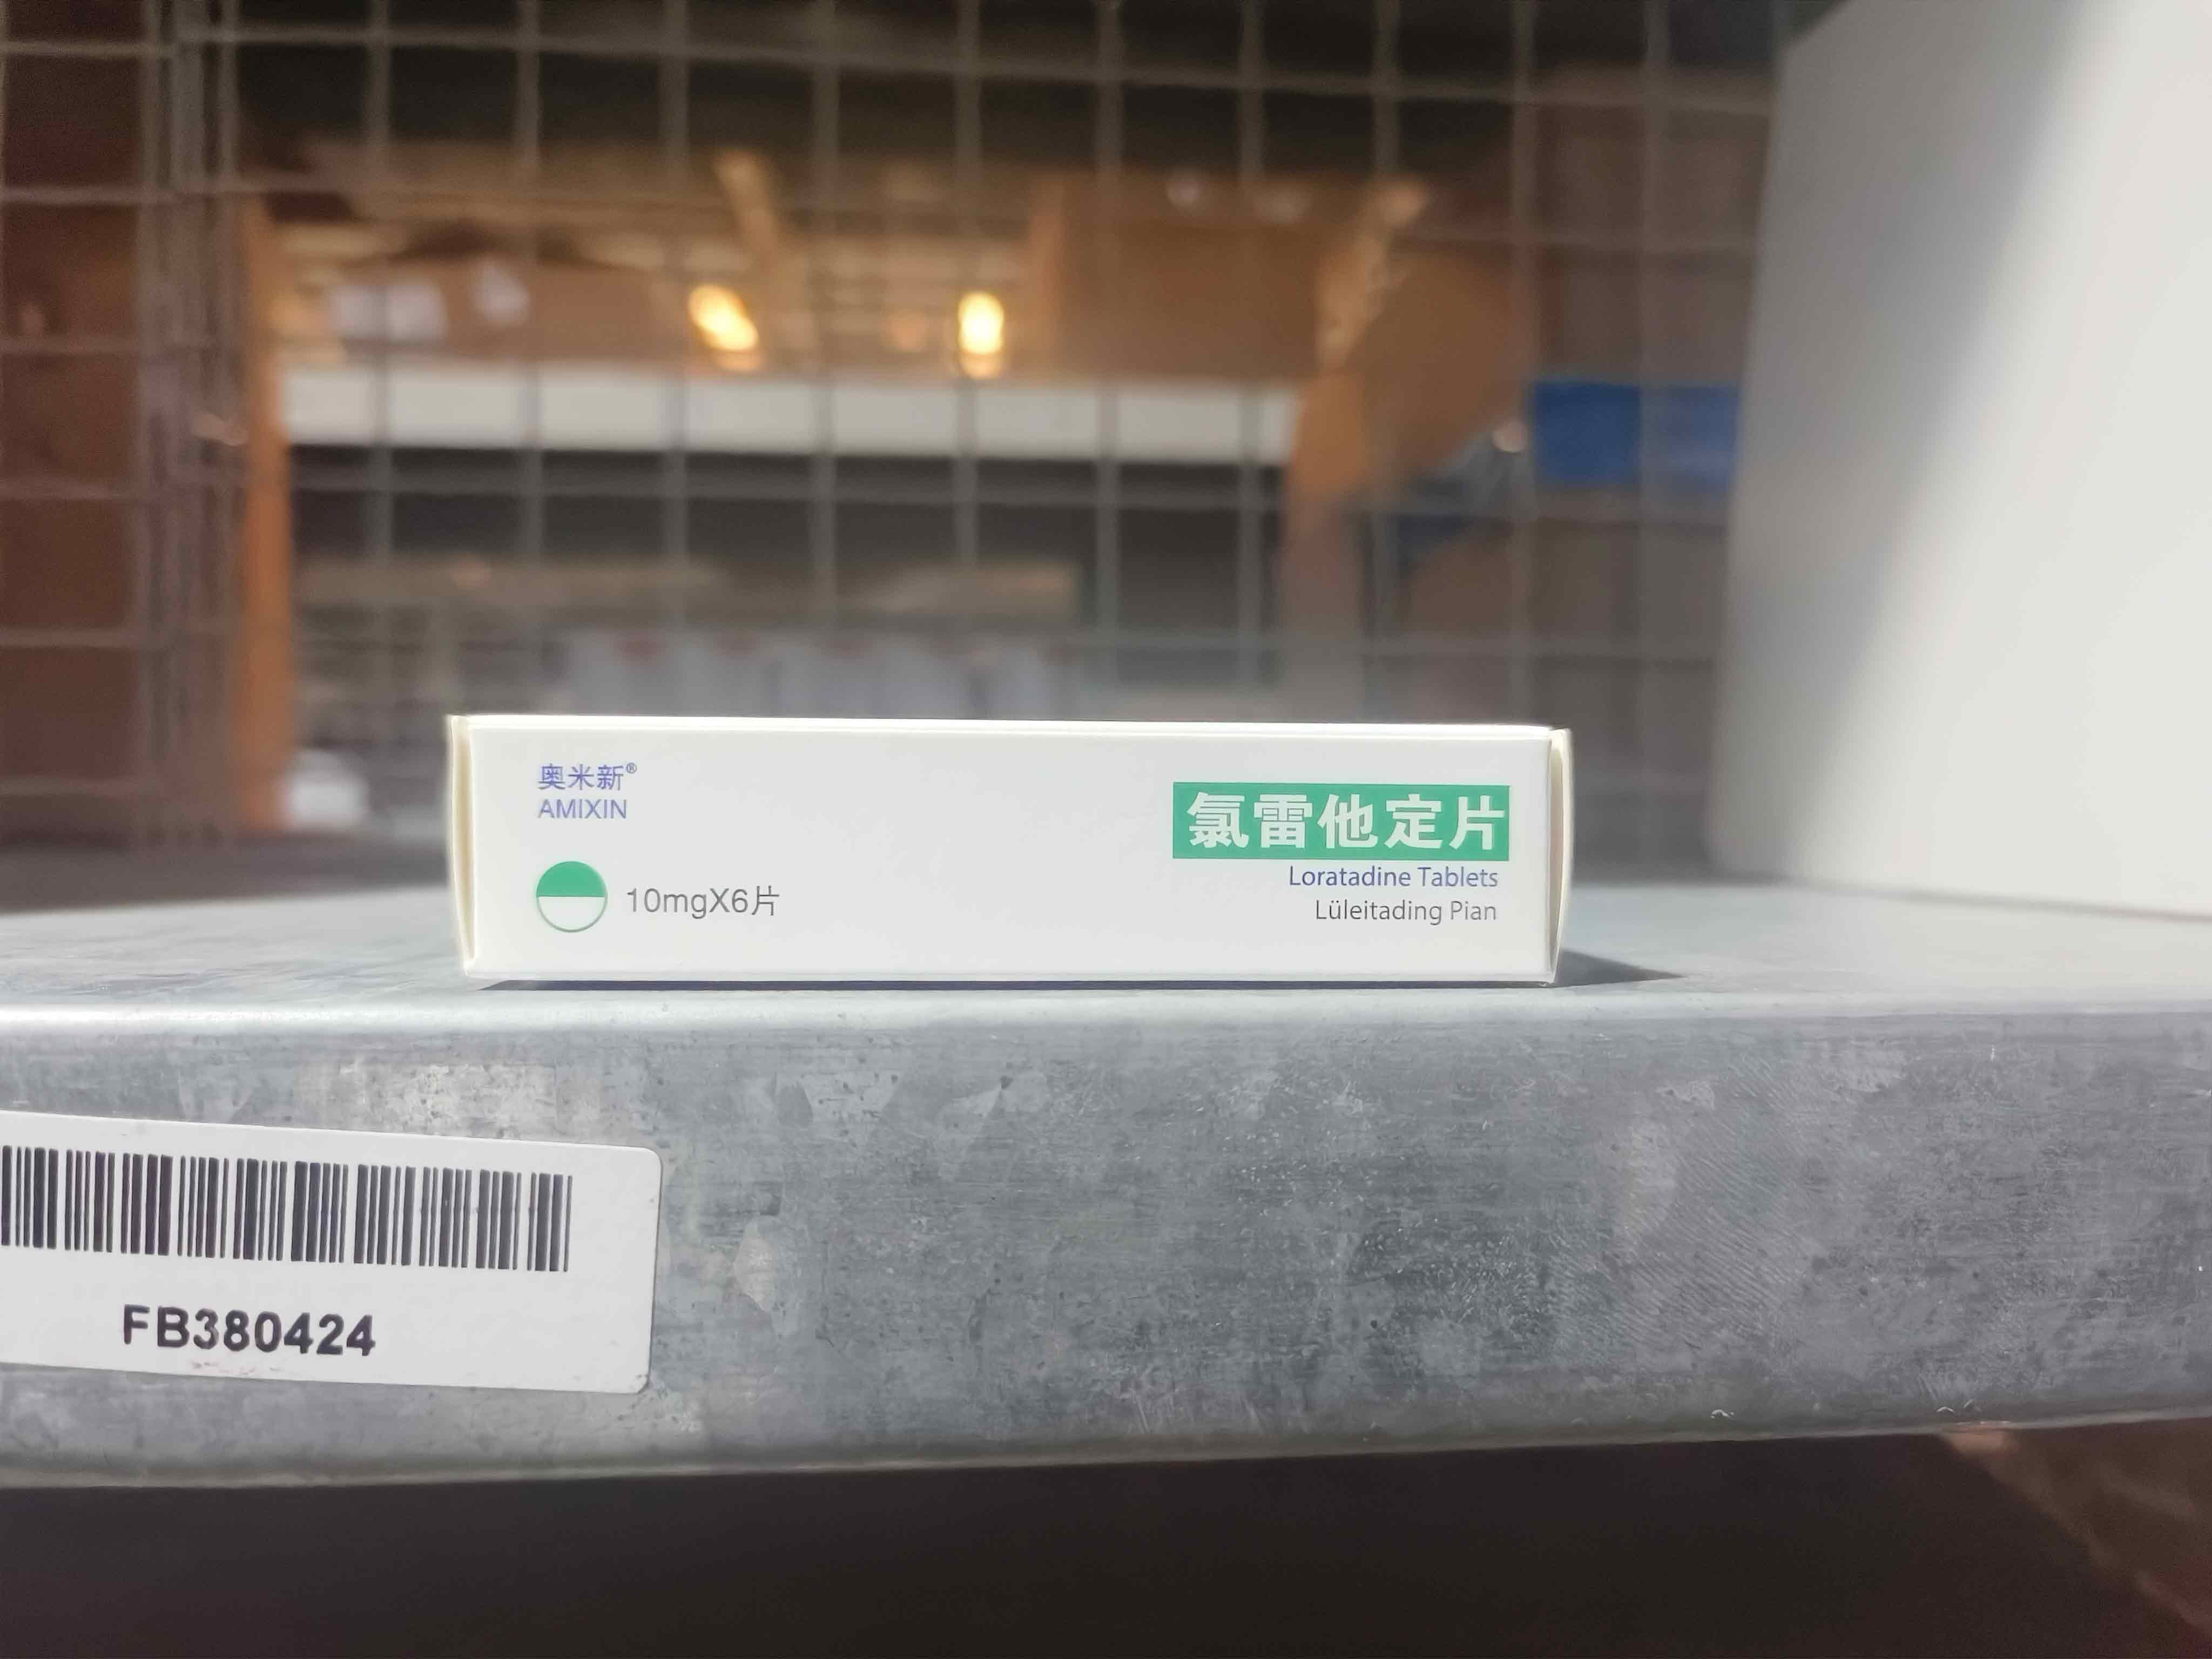 奥米新®
AMIXIN
10mgX6片
氯雷他定片
Loratadine Tablets
Lüleitading Pian
FB380424